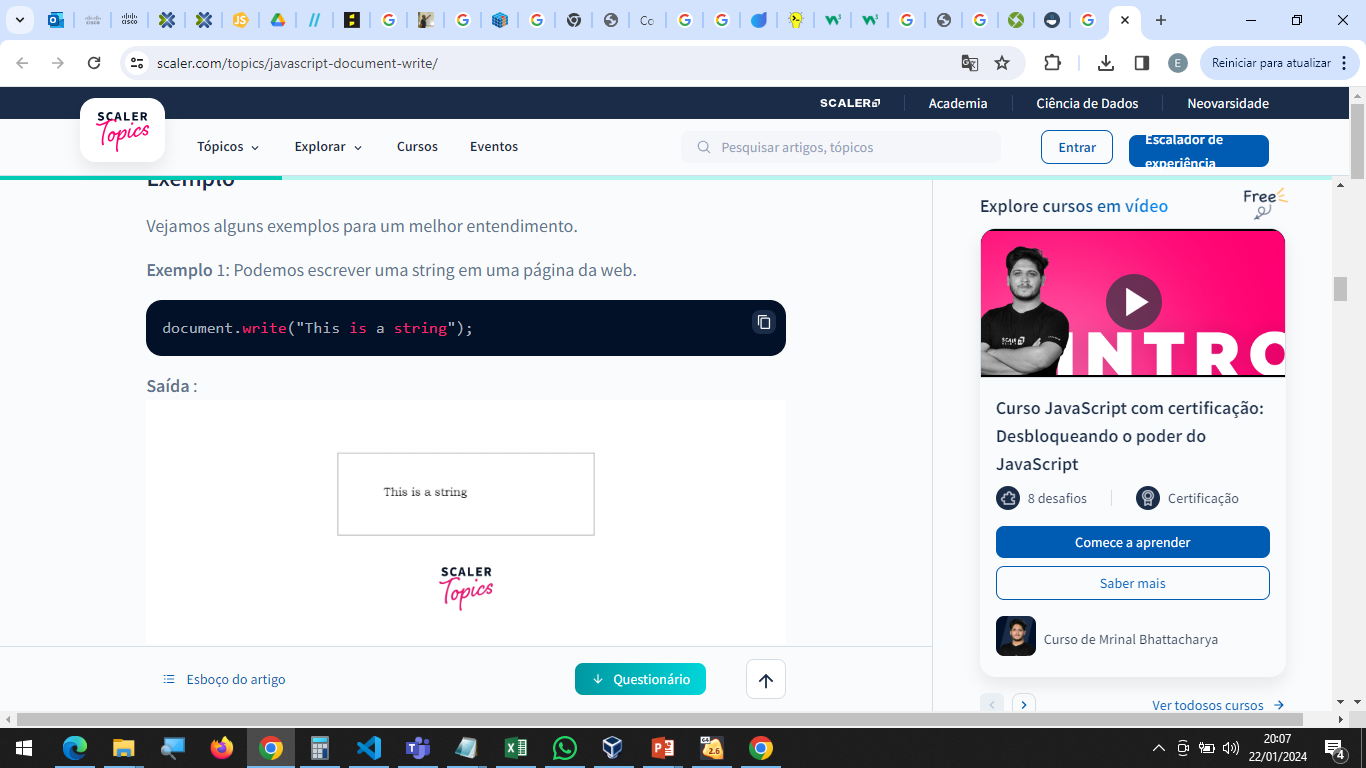 Co
scaler.com/topics/javascript-document-write/
E
Reiniciar para atualizar
SCALER
Academia
Ciência de Dados
Neovarsidade
SCALER
Topics
Tópicos
Explorar
Cursos
Eventos
Pesquisar artigos, tópicos
Entrar
Escalador de
experiência
Exemplo
Vejamos alguns exemplos para um melhor entendimento.
Exemplo 1: Podemos escrever uma string em uma página da web.
document.write("This is a string");
Saída :
This is a string
SCALER
Topics
Esboço do artigo
Questionário
Explore cursos em vídeo
Free
INTRO
Curso JavaScript com certificação:
Desbloqueando o poder do
JavaScript
8 desafios
Certificação
Comece a aprender
Saber mais
Curso de Mrinal Bhattacharya
Ver todosos cursos
20:07
22/01/2024
4